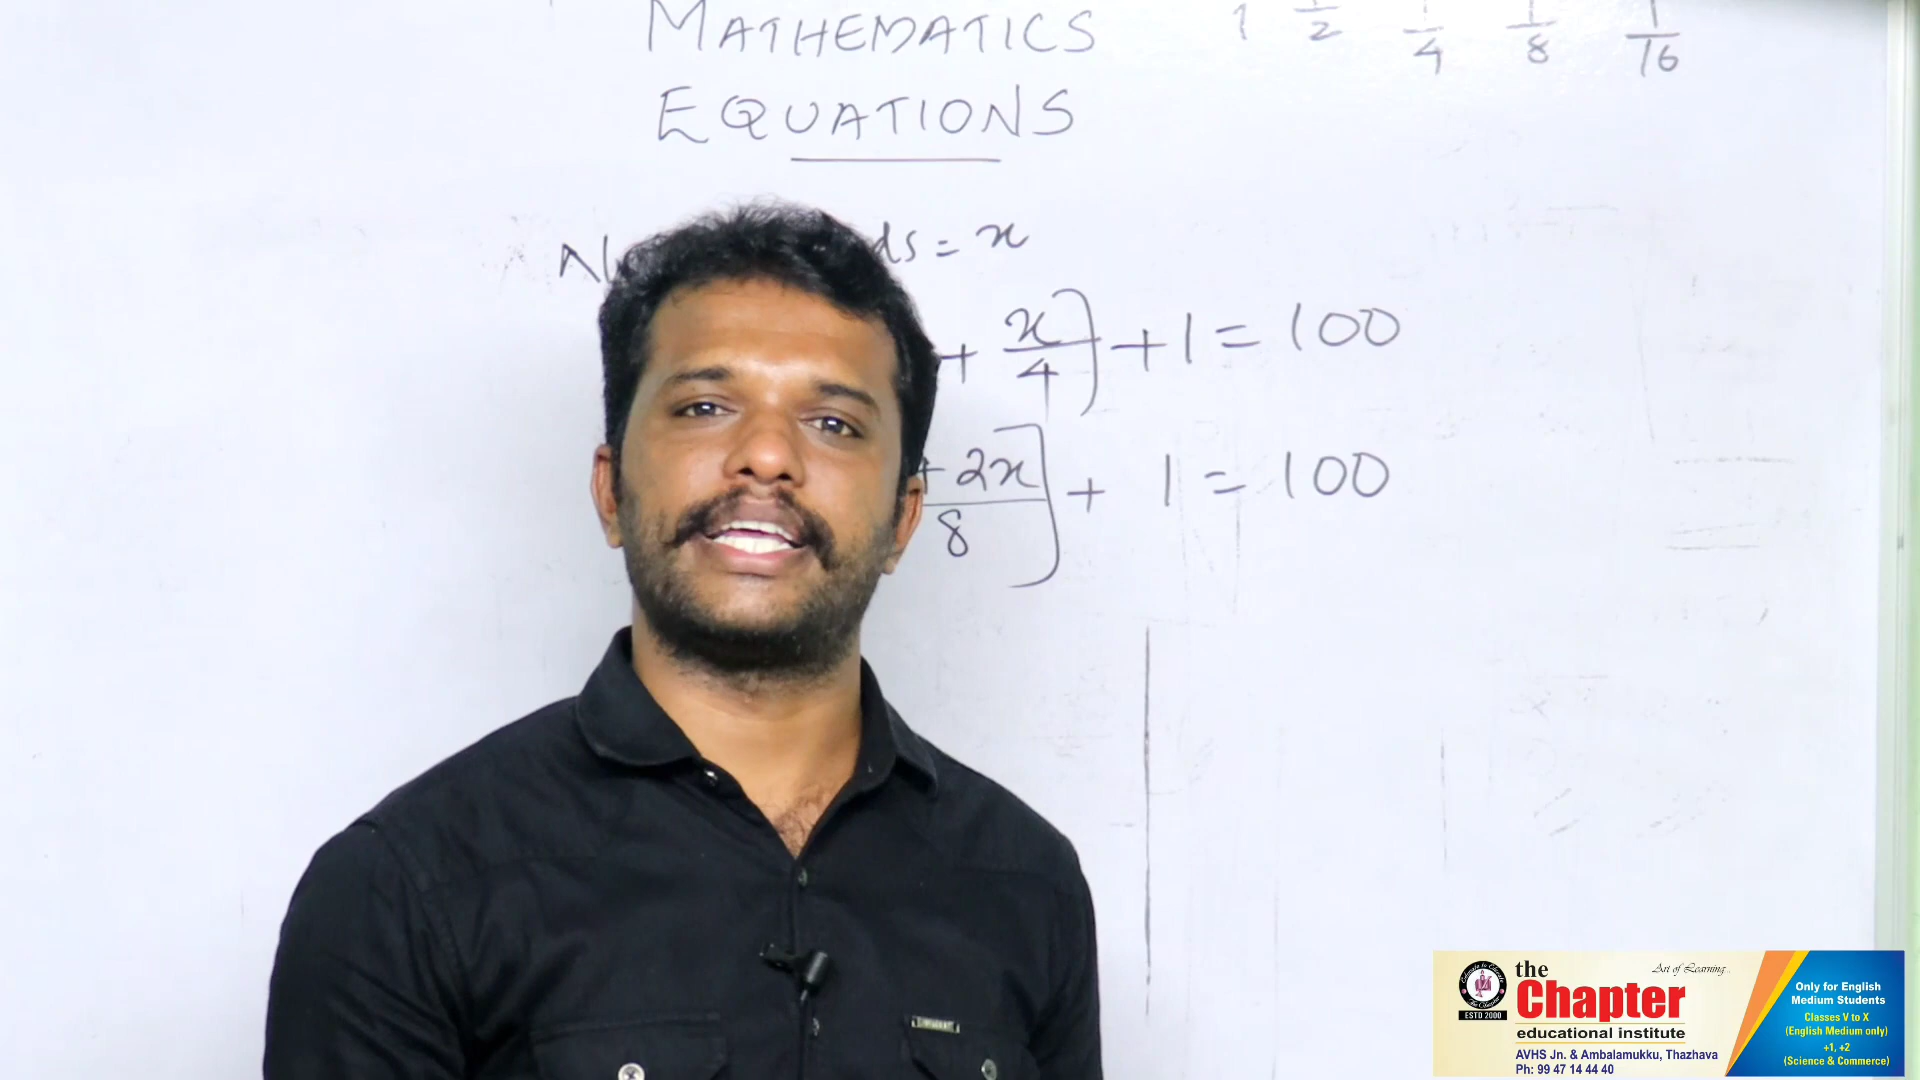 MATHEMATICS
1 1/2 1/4 1/8 1/16
EQUATIONS
ds = x
+ x/4] + 1 = 100
+ 2x/8] + 1 = 100
the
Art of Learning..
Chapter
ESTD 2000
educational institute
AVHS Jn. & Ambalamukku, Thazhava
Ph: 99 47 14 44 40
Only for English
Medium Students
Classes V to X
(English Medium only)
+1, +2
(Science & Commerce)